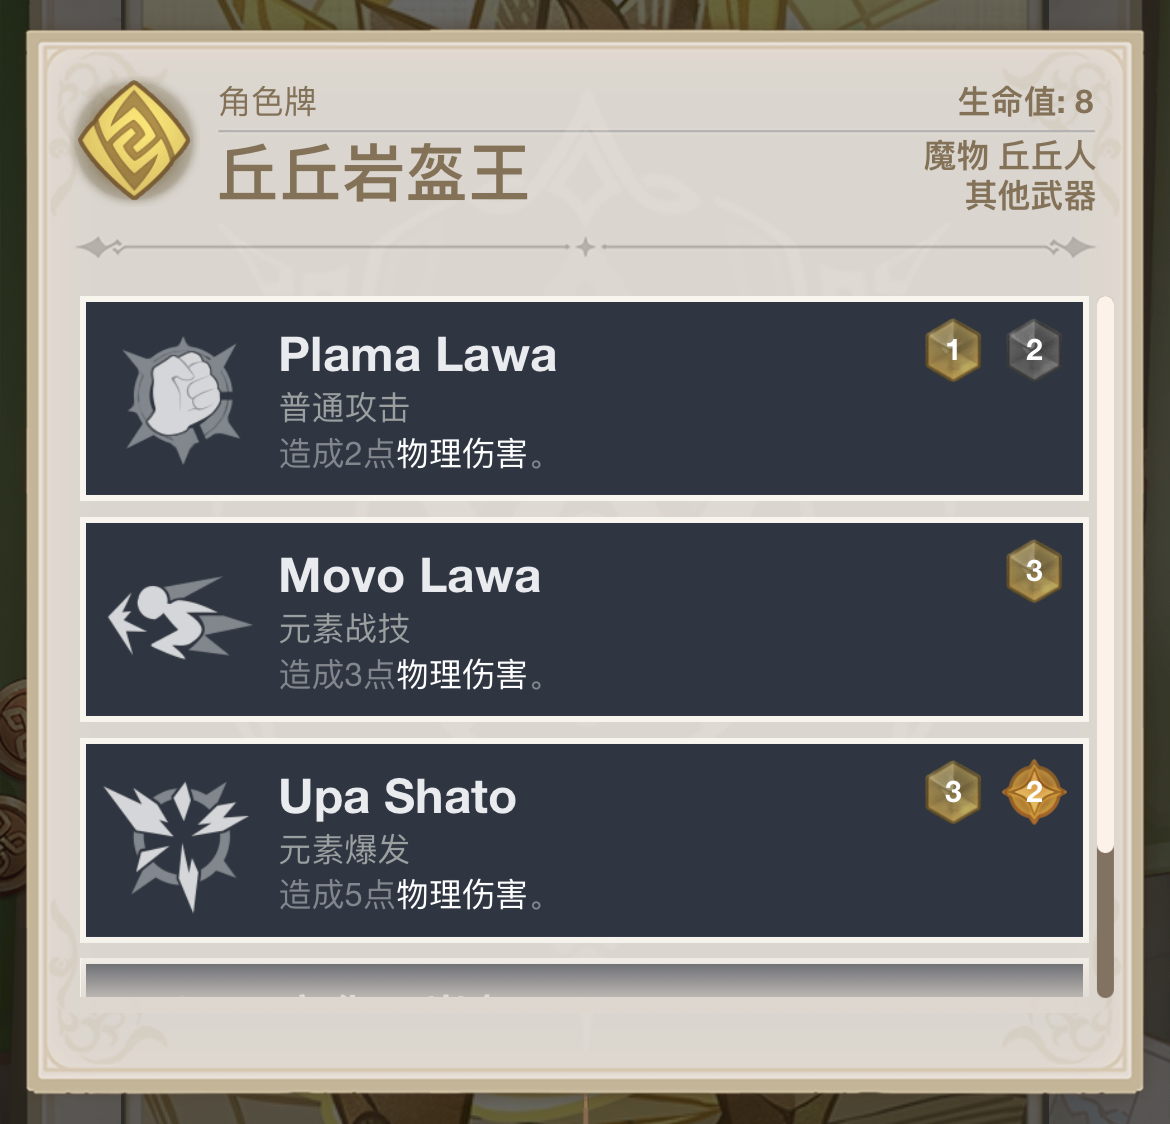 角色牌
生命值: 8
丘丘岩盔王
魔物 丘丘人
其他武器
Plama Lawa
1
2
普通攻击
造成2点物理伤害。
Movo Lawa
3
元素战技
造成3点物理伤害。
Upa Shato
3
2
元素爆发
造成5点物理伤害。